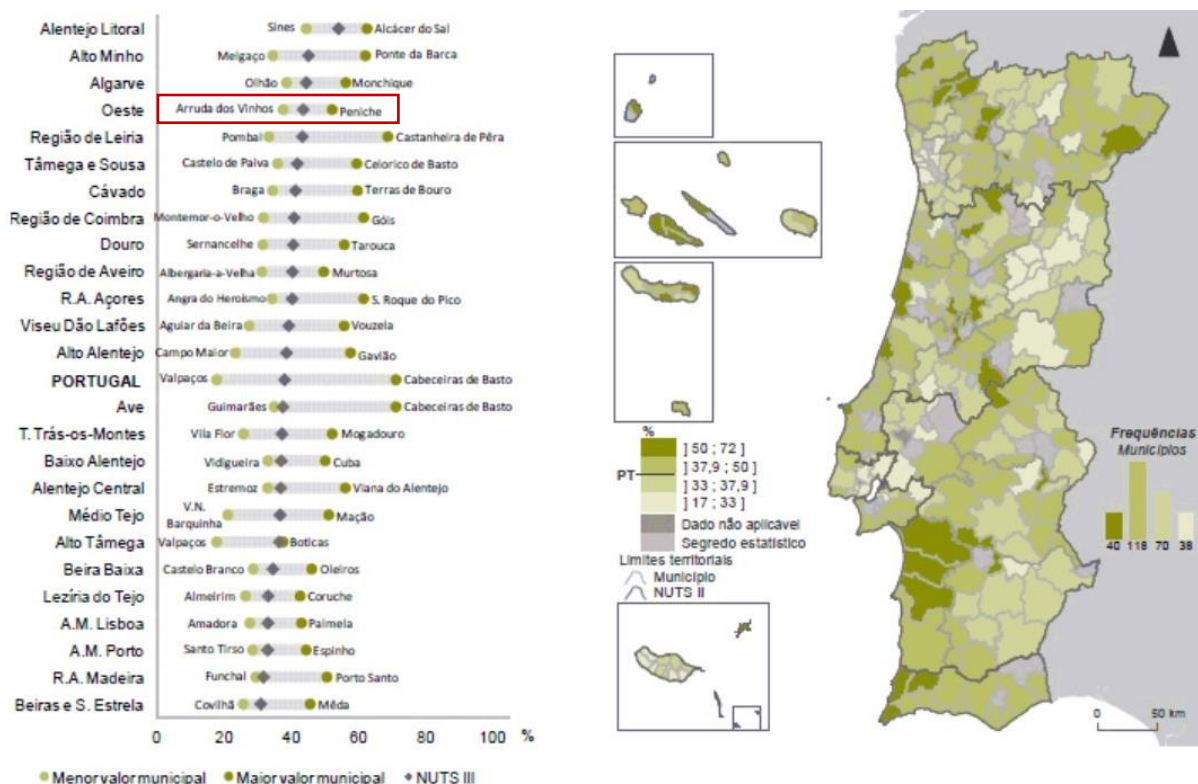 Alentejo Litoral Sines Alcácer do Sal
Alto Minho Melgaço Ponte da Barca
Algarve Olhão Monchique
Oeste Arruda dos Vinhos Peniche
Região de Leiria Pombal Castanheira de Pêra
Tâmega e Sousa Castelo de Paiva Celorico de Basto
Cávado Braga Terras de Bouro
Região de Coimbra Montemor-o-Velho Góis
Douro Sernancelhe Tarouca
Região de Aveiro Albergaria-a-Velha Murtosa
R.A. Açores Angra do Heroísmo S. Roque do Pico
Viseu Dão Lafões Aguiar da Beira Vouzela
Alto Alentejo Campo Maior Gavião
PORTUGAL Valpaços Cabeceiras de Basto
Ave Guimarães Cabeceiras de Basto
T. Trás-os-Montes Vila Flor Mogadouro
Baixo Alentejo Vidigueira Cuba
Alentejo Central Estremoz Viana do Alentejo
Médio Tejo V.N. Barquinha Mação
Alto Tâmega Valpaços Boticas
Beira Baixa Castelo Branco Oleiros
Lezíria do Tejo Almeirim Coruche
A.M. Lisboa Amadora Palmela
A.M. Porto Santo Tirso Espinho
R.A. Madeira Funchal Porto Santo
Beiras e S. Estrela Covilhã Mêda
0 20 40 60 80 100 %
Menor valor municipal Maior valor municipal NUTS III
%
] 50 ; 72 ]
] 37,9 ; 50 ]
PT
] 33 ; 37,9 ]
] 17 ; 33 ]
Dado não aplicável
Segredo estatístico
Limites territoriais
Município
NUTS II
Frequências
Municípios
40 118 70 38
0 50 km